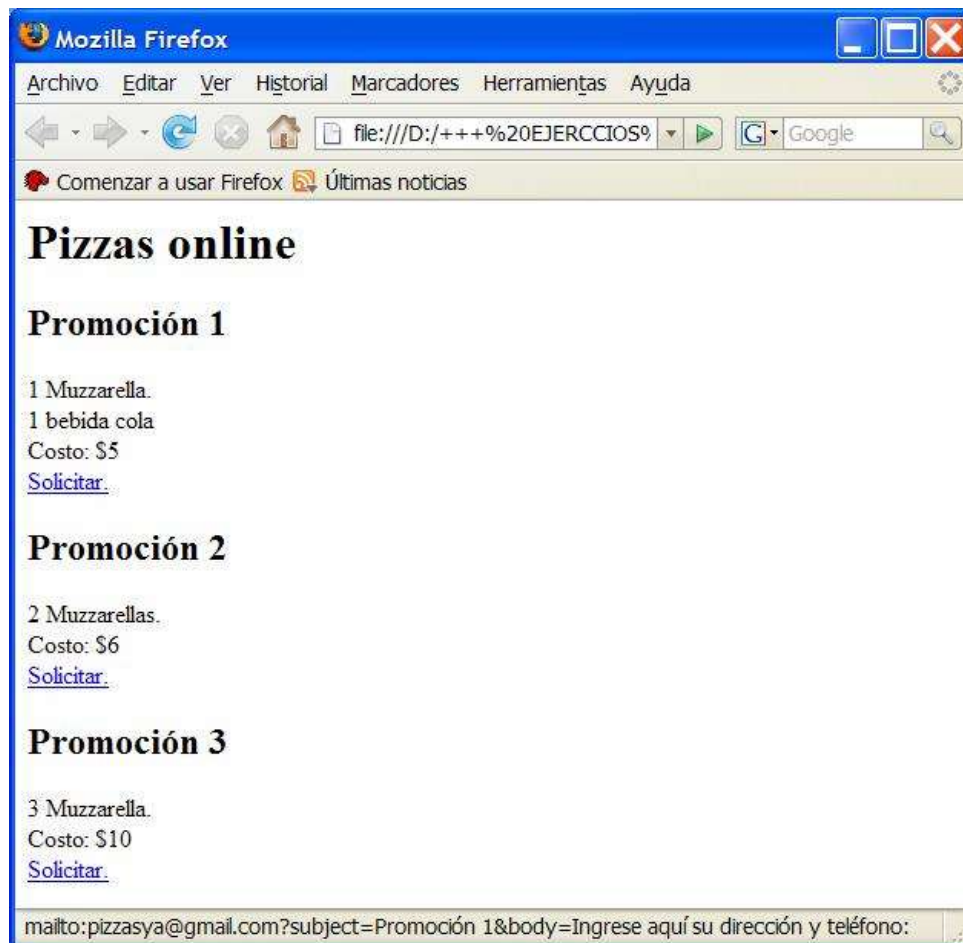 Mozilla Firefox
Archivo Editar Ver Historial Marcadores Herramientas Ayuda
file:///D:/+++%20EJERCCIOS% G Google
Comenzar a usar Firefox Últimas noticias
Pizzas online
Promoción 1
1 Muzzarella.
1 bebida cola
Costo: $5
Solicitar.
Promoción 2
2 Muzzarellas.
Costo: $6
Solicitar.
Promoción 3
3 Muzzarella.
Costo: $10
Solicitar.
mailto:pizzasya@gmail.com?subject=Promoción 1&body=Ingrese aquí su dirección y teléfono: